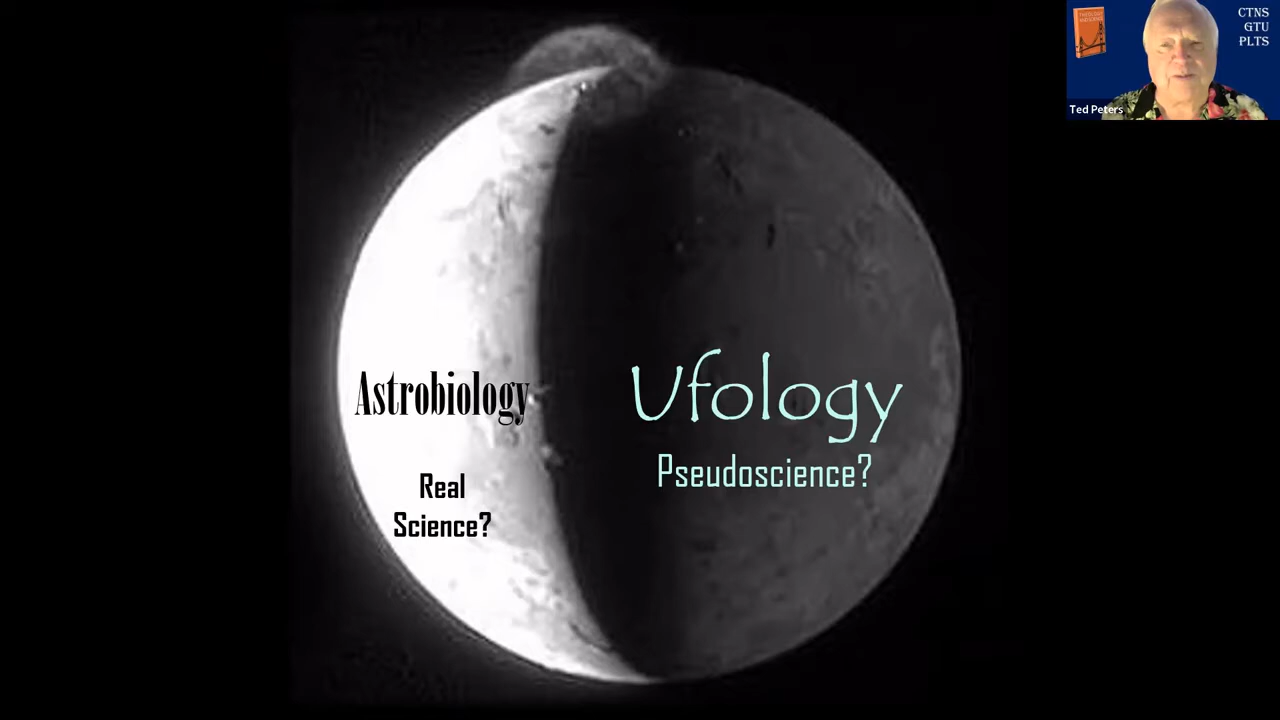 CTNS
GTU
PLTS
Ted Peters
Astrobiology
Real
Science?
Ufology
Pseudoscience?